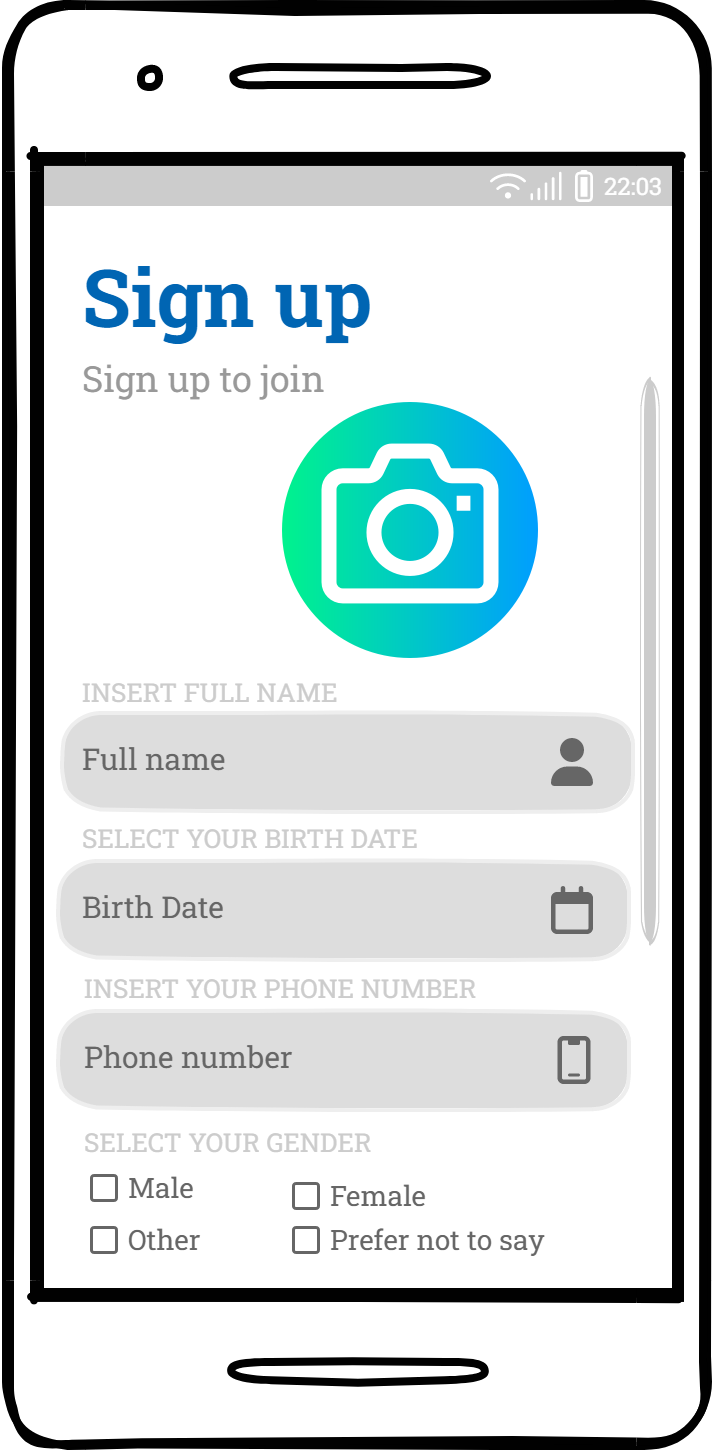 22:03
Sign up
Sign up to join
INSERT FULL NAME
Full name
SELECT YOUR BIRTH DATE
Birth Date
INSERT YOUR PHONE NUMBER
Phone number
SELECT YOUR GENDER
Male Female
Other Prefer not to say